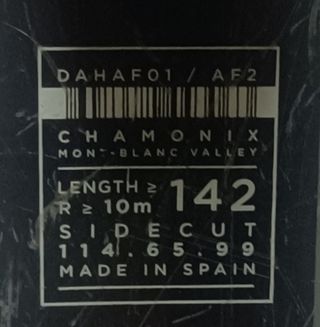 DAHAF01 / AF2
CHAMONIX
MONT-BLANC VALLEY
LENGTH ≥ 142
R ≥ 10m
SIDECUT
114.65.99
MADE IN SPAIN